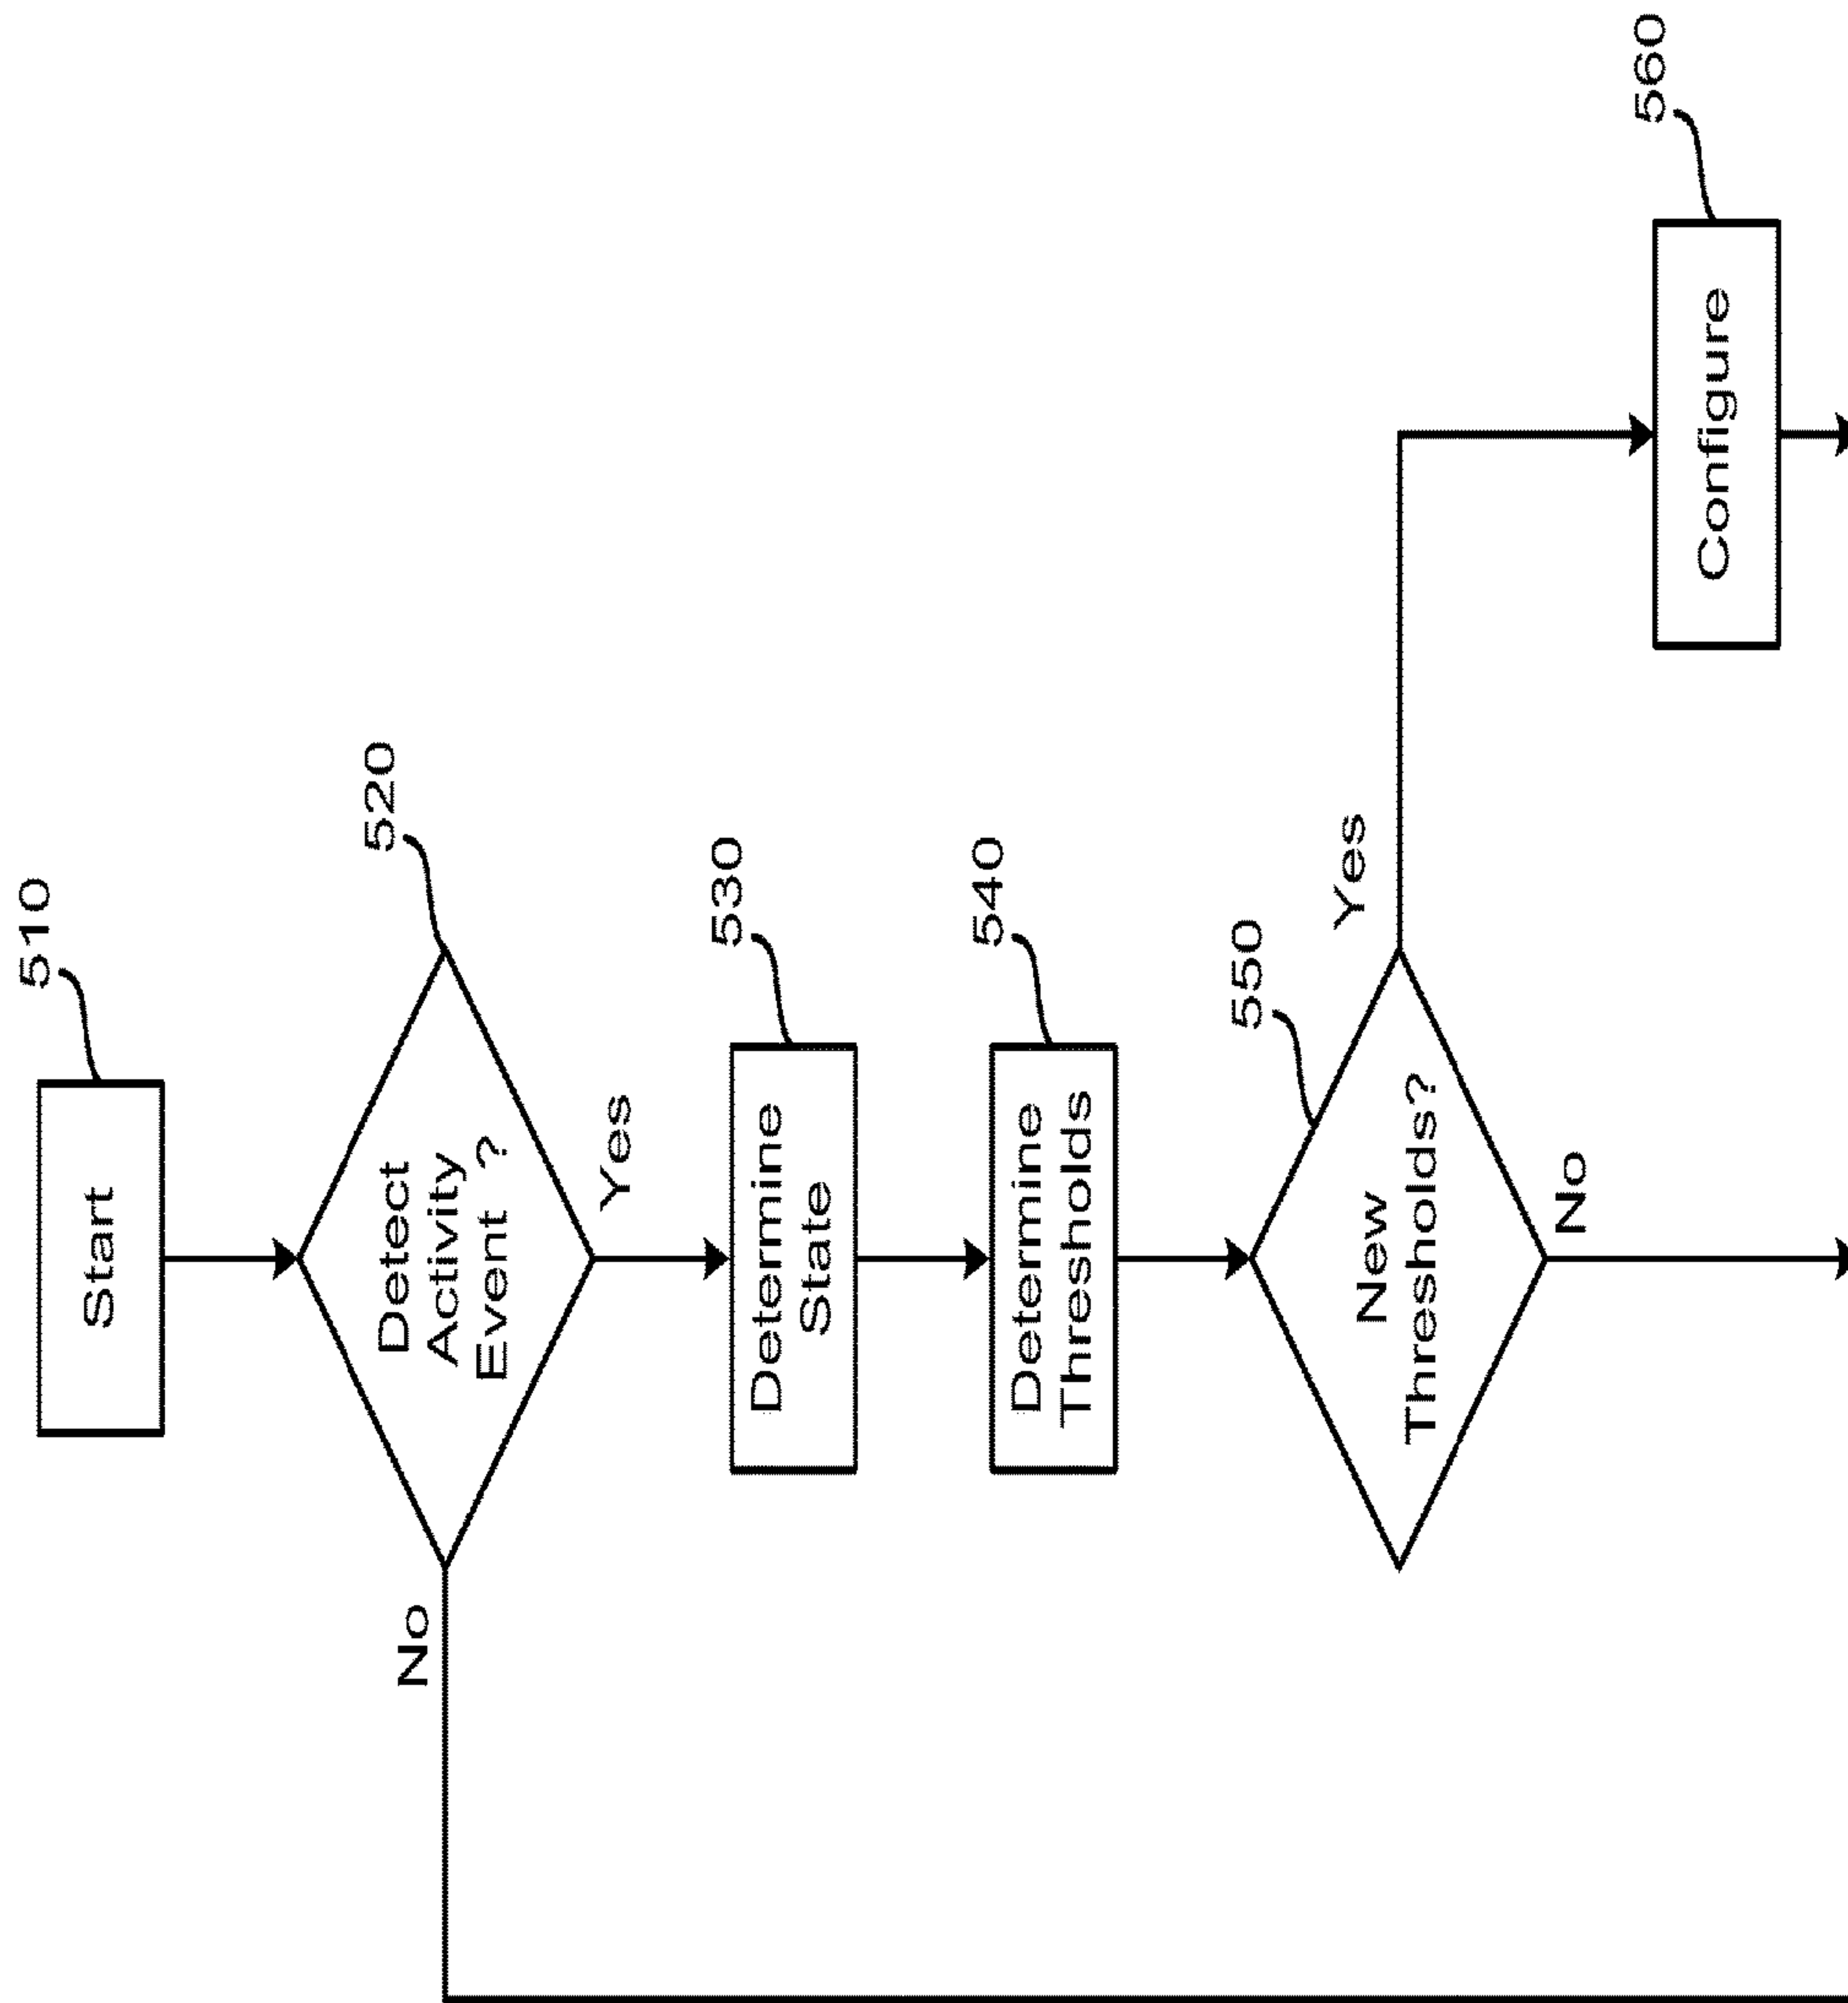 510
Start
520
Detect
Activity
Event ?
No
Yes
530
Determine
State
540
Determine
Thresholds
550
New
Thresholds?
Yes
No
560
Configure